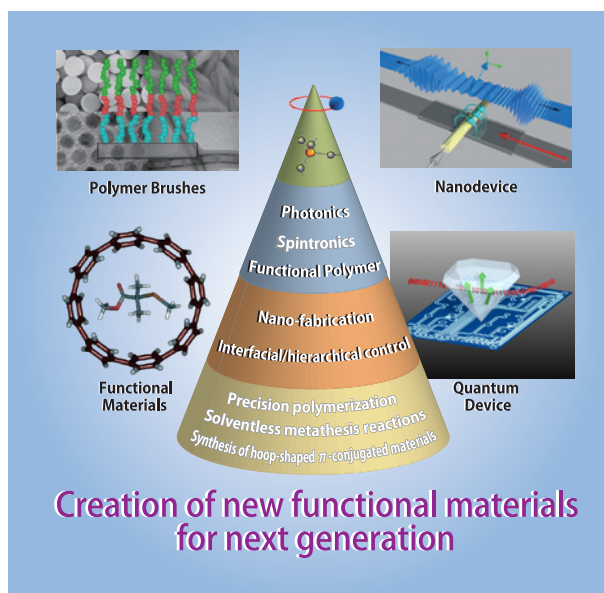 Polymer Brushes
Nanodevice
Photonics
Spintronics
Functional Polymer
Nano-fabrication
Interfacial/hierarchical control
Functional
Materials
Quantum
Device
Precision polymerization
Solventless metathesis reactions
Synthesis of hoop-shaped π-conjugated materials
Creation of new functional materials
for next generation